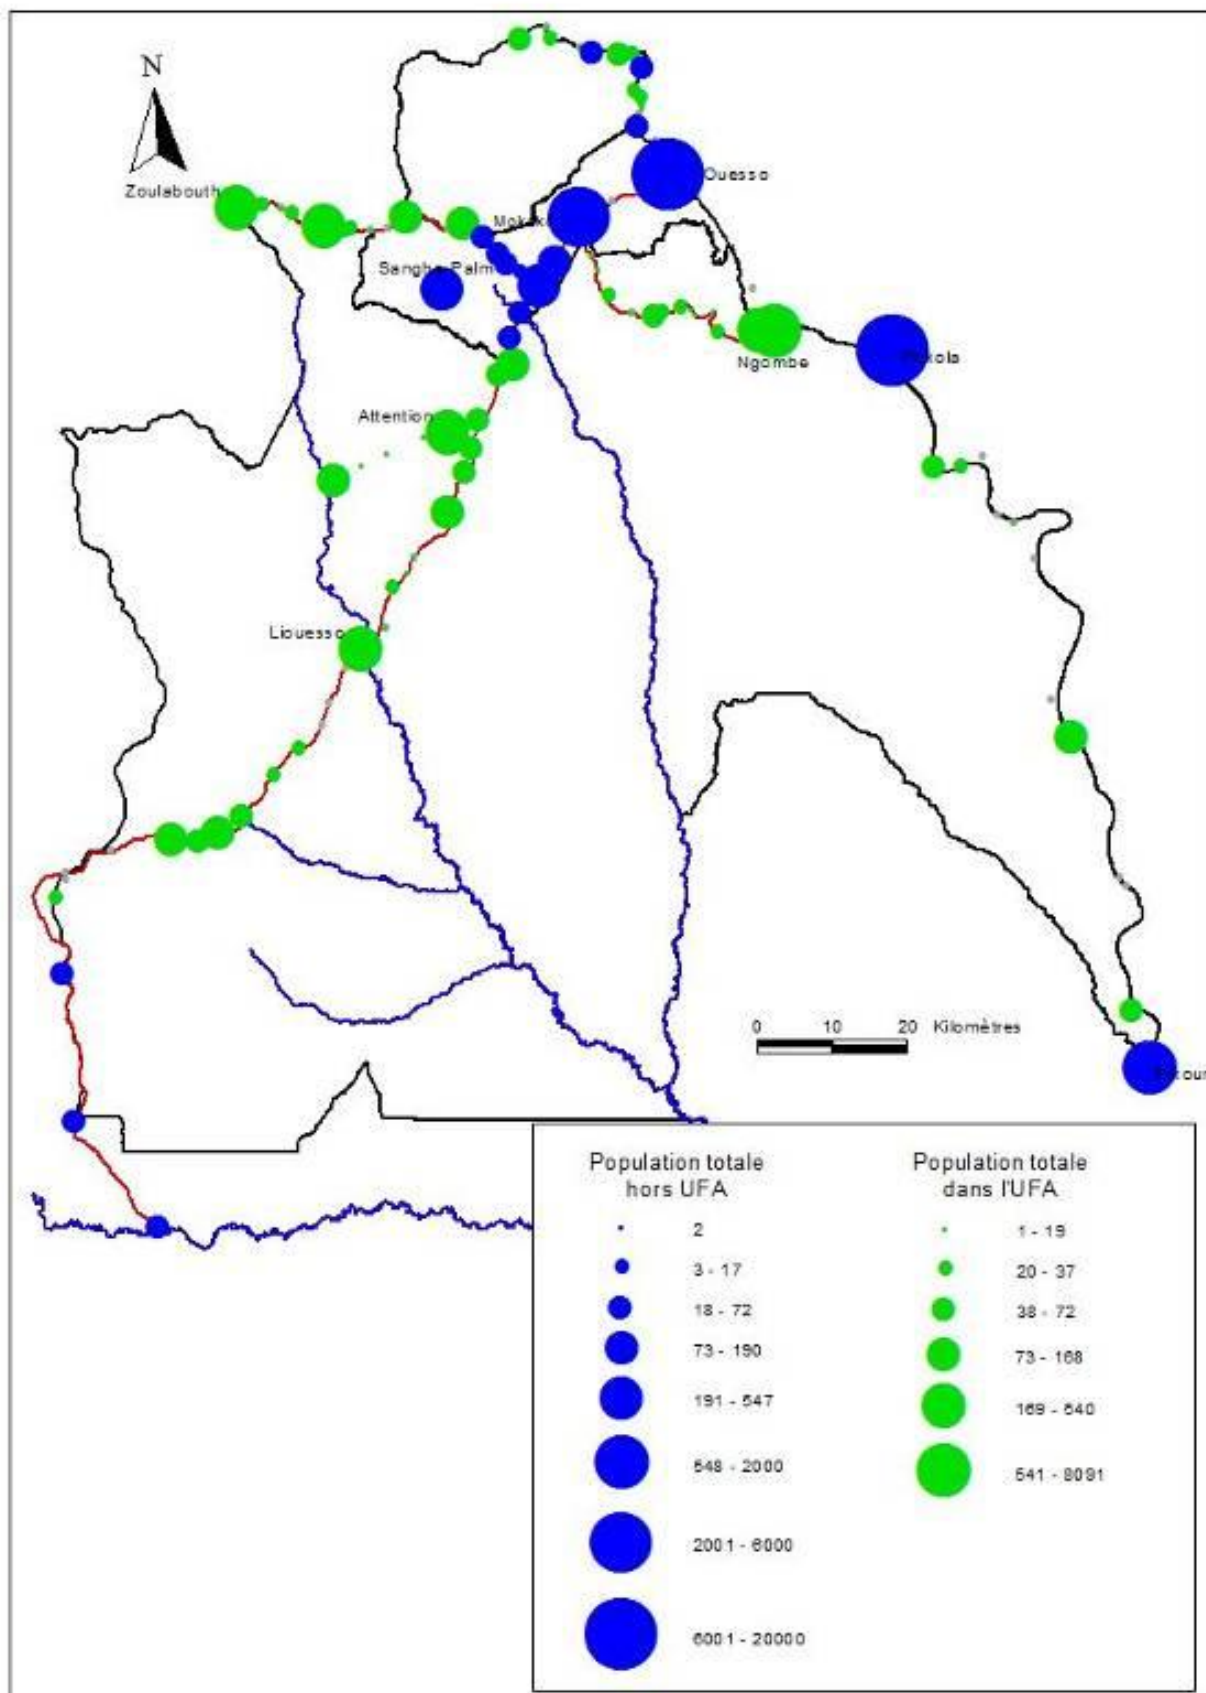 N
Ouesso
Zoulabouth
Sangha Palm
Ngombe
Attention
Liouesso
0 10 20 Kilomètres
Population totale
hors UFA
2
3 - 17
18 - 72
73 - 190
191 - 547
548 - 2000
2001 - 6000
6001 - 20000
Population totale
dans l'UFA
1 - 19
20 - 37
38 - 72
73 - 168
169 - 540
541 - 8091